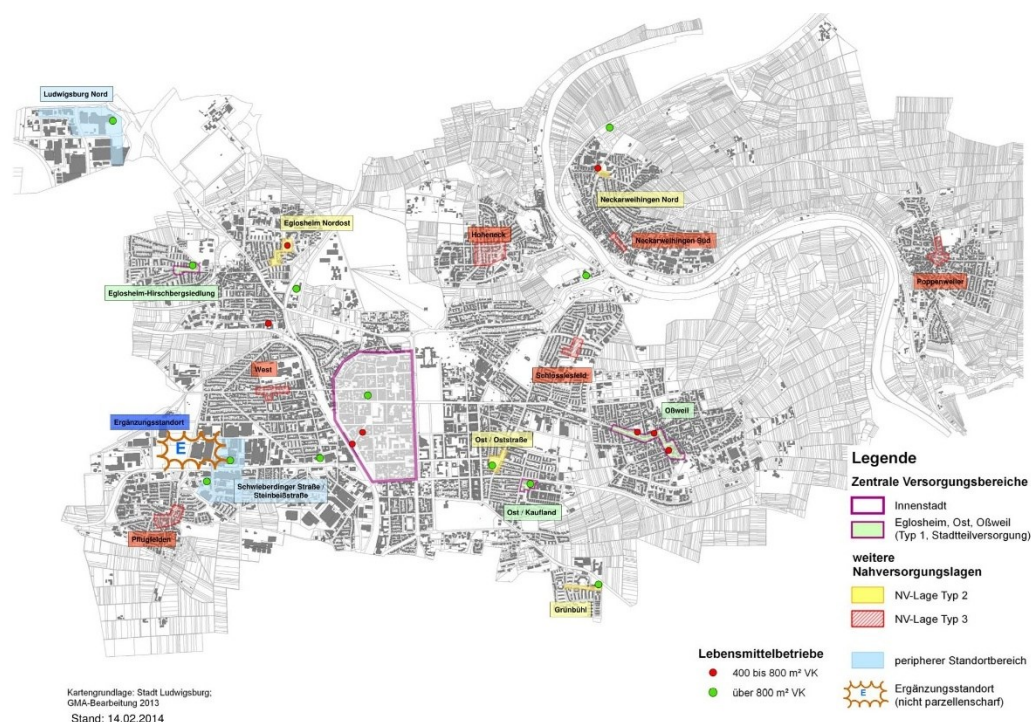 Ludwigsburg Nord
Neckarweihingen Nord
Eglosheim Nordost
Hoheneck
Neckarweihingen-Süd
Poppenweiler
Eglosheim-Hirschbergsiedlung
West
Schlösslesfeld
Ergänzungsstandort
E
Oßweil
Ost / Oststraße
Schwieberdinger Straße /
Steinbeißstraße
Ost / Kaufland
Pflugfelden
Grünbühl
Legende
Zentrale Versorgungsbereiche
Innenstadt
Eglosheim, Ost, Oßweil
(Typ 1, Stadtteilversorgung)
weitere
Nahversorgungslagen
NV-Lage Typ 2
NV-Lage Typ 3
peripherer Standortbereich
E
Ergänzungsstandort
(nicht parzellenscharf)
Lebensmittelbetriebe
400 bis 800 m² VK
über 800 m² VK
Kartengrundlage: Stadt Ludwigsburg;
GMA-Bearbeitung 2013
Stand: 14.02.2014